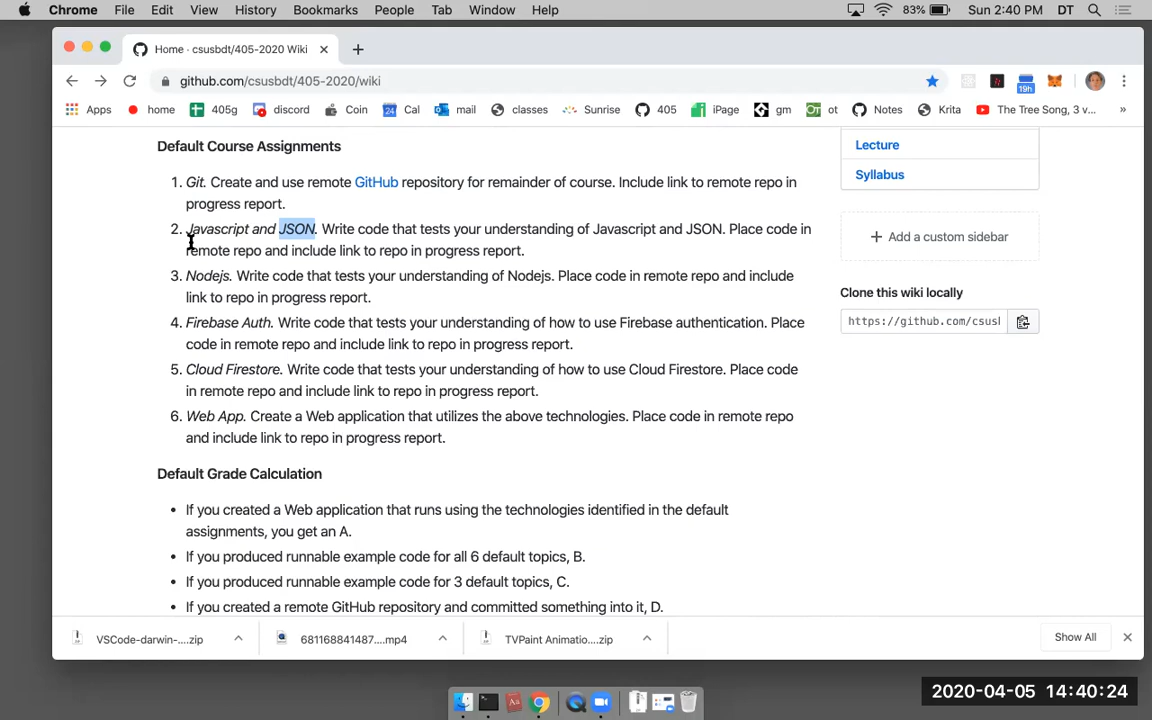 Chrome File Edit View History Bookmarks People Tab Window Help 83% Sun 2:40 PM DT
Home · csusbdt/405-2020 Wiki
github.com/csusbdt/405-2020/wiki
19h
Apps home 405g discord Coin 24 Cal mail classes Sunrise 405 iPage gm OT ot Notes Krita The Tree Song, 3 v... »
Default Course Assignments
1. Git. Create and use remote GitHub repository for remainder of course. Include link to remote repo in
progress report.
2. Javascript and JSON. Write code that tests your understanding of Javascript and JSON. Place code in
remote repo and include link to repo in progress report.
3. Nodejs. Write code that tests your understanding of Nodejs. Place code in remote repo and include
link to repo in progress report.
4. Firebase Auth. Write code that tests your understanding of how to use Firebase authentication. Place
code in remote repo and include link to repo in progress report.
5. Cloud Firestore. Write code that tests your understanding of how to use Cloud Firestore. Place code
in remote repo and include link to repo in progress report.
6. Web App. Create a Web application that utilizes the above technologies. Place code in remote repo
and include link to repo in progress report.
Default Grade Calculation
• If you created a Web application that runs using the technologies identified in the default
assignments, you get an A.
• If you produced runnable example code for all 6 default topics, B.
• If you produced runnable example code for 3 default topics, C.
• If you created a remote GitHub repository and committed something into it, D.
Lecture
Syllabus
+ Add a custom sidebar
Clone this wiki locally
https://github.com/csusl
VSCode-darwin-....zip 681168841487....mp4 TVPaint Animatio....zip Show All
2020-04-05 14:40:24